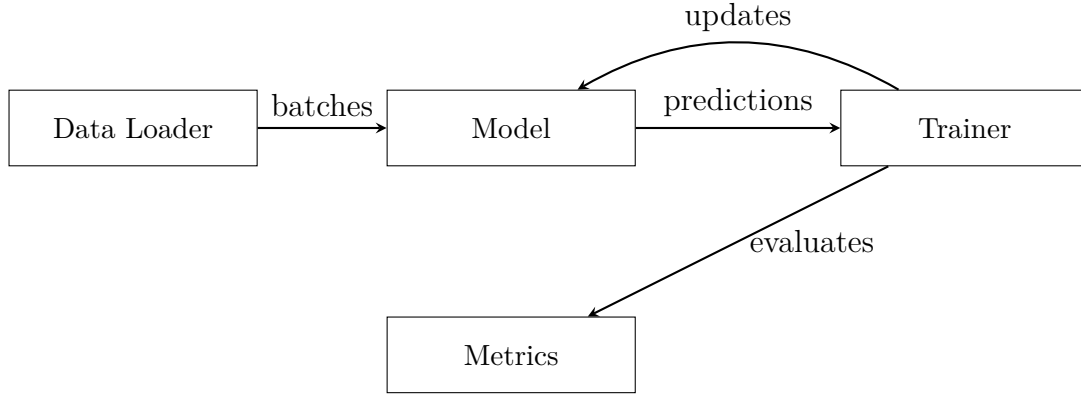 updates
batches
predictions
Data Loader
Model
Trainer
evaluates
Metrics